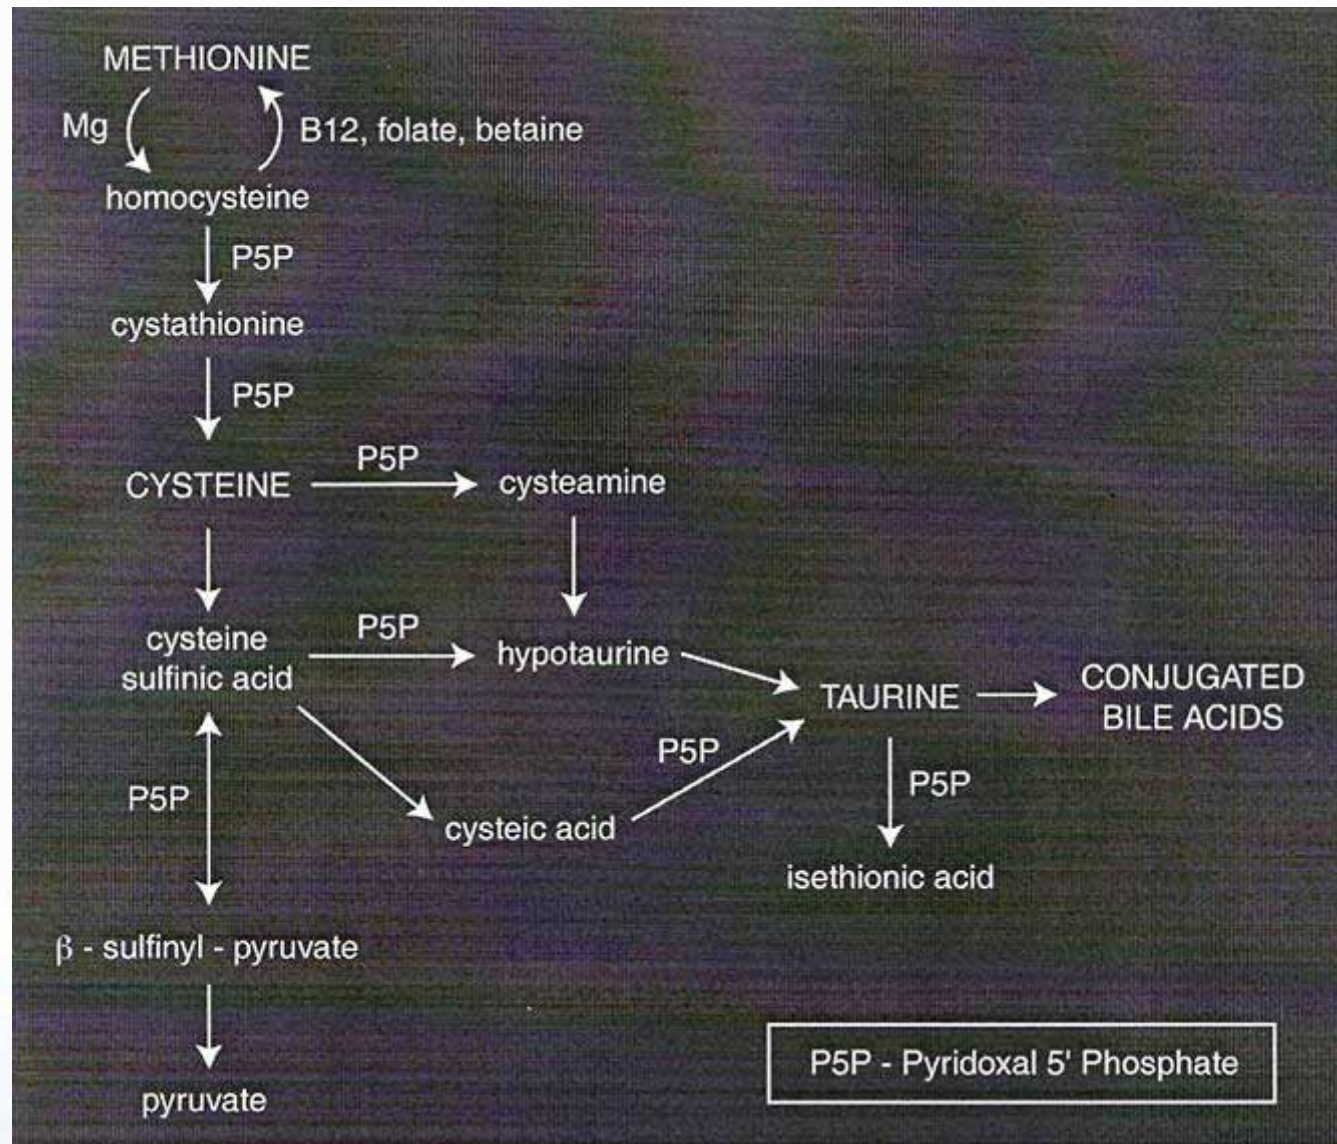 METHIONINE
Mg
B12, folate, betaine
homocysteine
P5P
cystathionine
P5P
CYSTEINE
P5P
cysteamine
cysteine
sulfinic acid
P5P
hypotaurine
TAURINE
CONJUGATED
BILE ACIDS
P5P
P5P
P5P
cysteic acid
isethionic acid
β - sulfinyl - pyruvate
P5P - Pyridoxal 5' Phosphate
pyruvate